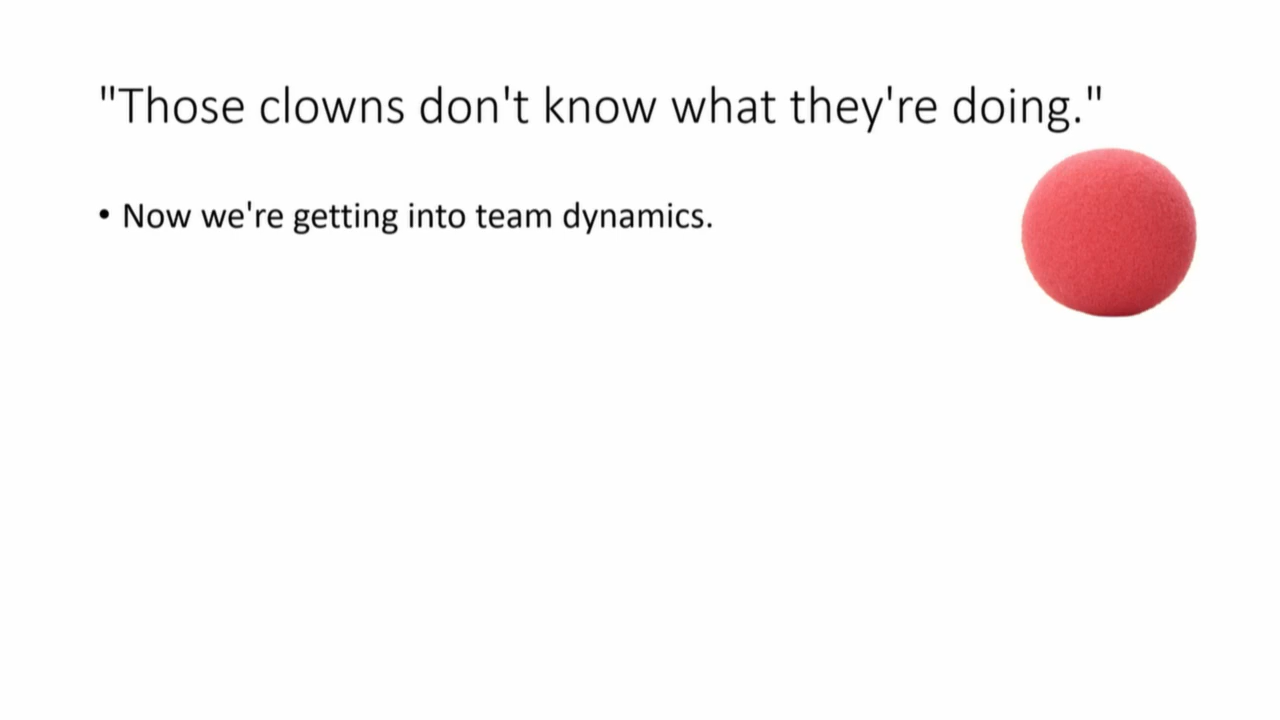 "Those clowns don't know what they're doing."
• Now we're getting into team dynamics.